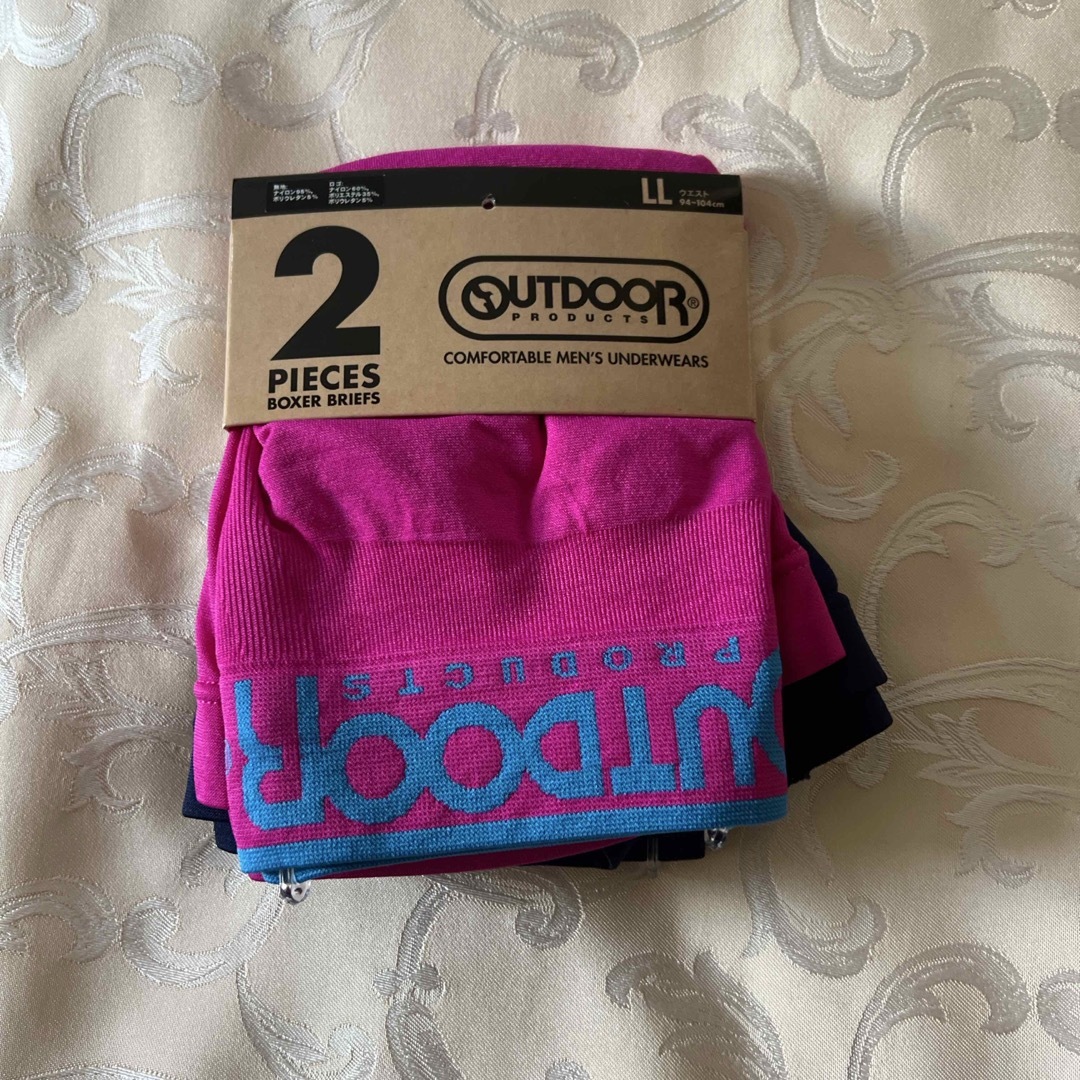 無地:
ナイロン95%、
ポリウレタン5%
ロゴ:
ナイロン60%、
ポリエステル35%、
ポリウレタン5%
LL ウエスト
94~104cm
2
PIECES
BOXER BRIEFS
OUTDOOR®
PRODUCTS
COMFORTABLE MEN'S UNDERWEARS
OUTDOOR
PRODUCTS